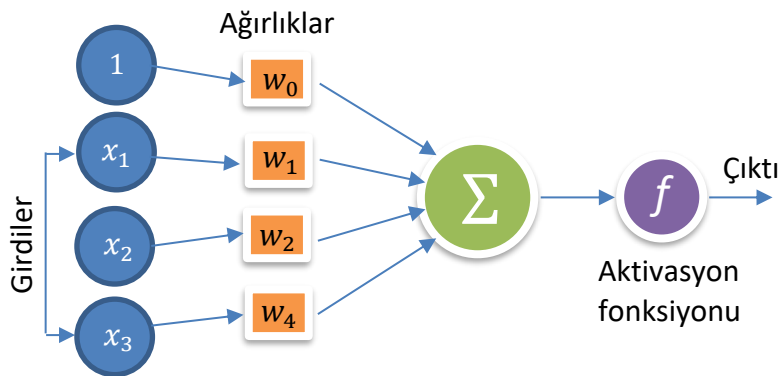 Ağırlıklar
1
w₀
x₁
w₁
x₂
w₂
x₃
w₄
Girdiler
Σ
f
Çıktı
Aktivasyon
fonksiyonu